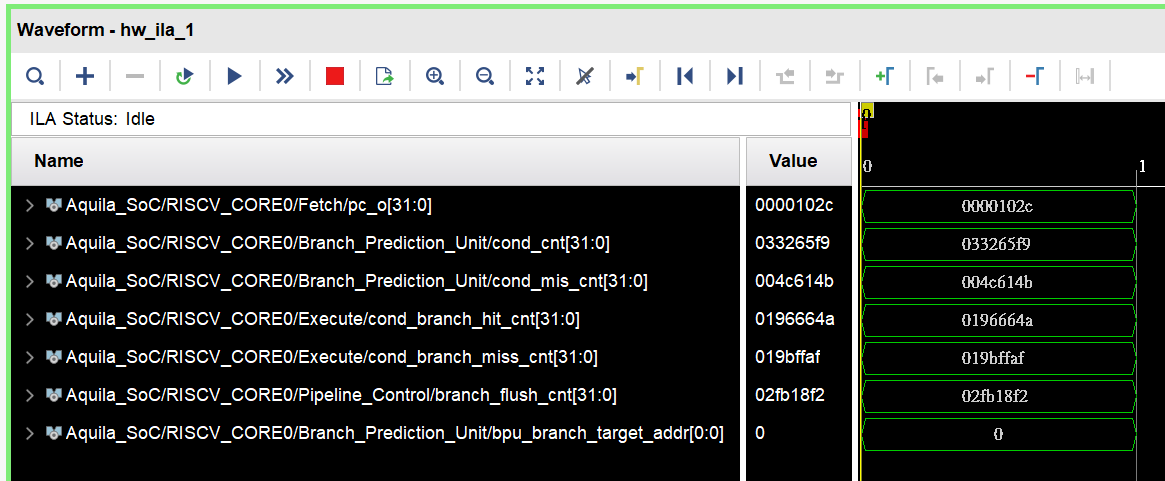 Waveform - hw_ila_1
ILA Status: Idle
0
Name Value 0 1
Aquila_SoC/RISCV_CORE0/Fetch/pc_o[31:0] 0000102c 0000102c
Aquila_SoC/RISCV_CORE0/Branch_Prediction_Unit/cond_cnt[31:0] 033265f9 033265f9
Aquila_SoC/RISCV_CORE0/Branch_Prediction_Unit/cond_mis_cnt[31:0] 004c614b 004c614b
Aquila_SoC/RISCV_CORE0/Execute/cond_branch_hit_cnt[31:0] 0196664a 0196664a
Aquila_SoC/RISCV_CORE0/Execute/cond_branch_miss_cnt[31:0] 019bffaf 019bffaf
Aquila_SoC/RISCV_CORE0/Pipeline_Control/branch_flush_cnt[31:0] 02fb18f2 02fb18f2
Aquila_SoC/RISCV_CORE0/Branch_Prediction_Unit/bpu_branch_target_addr[0:0] 0 0